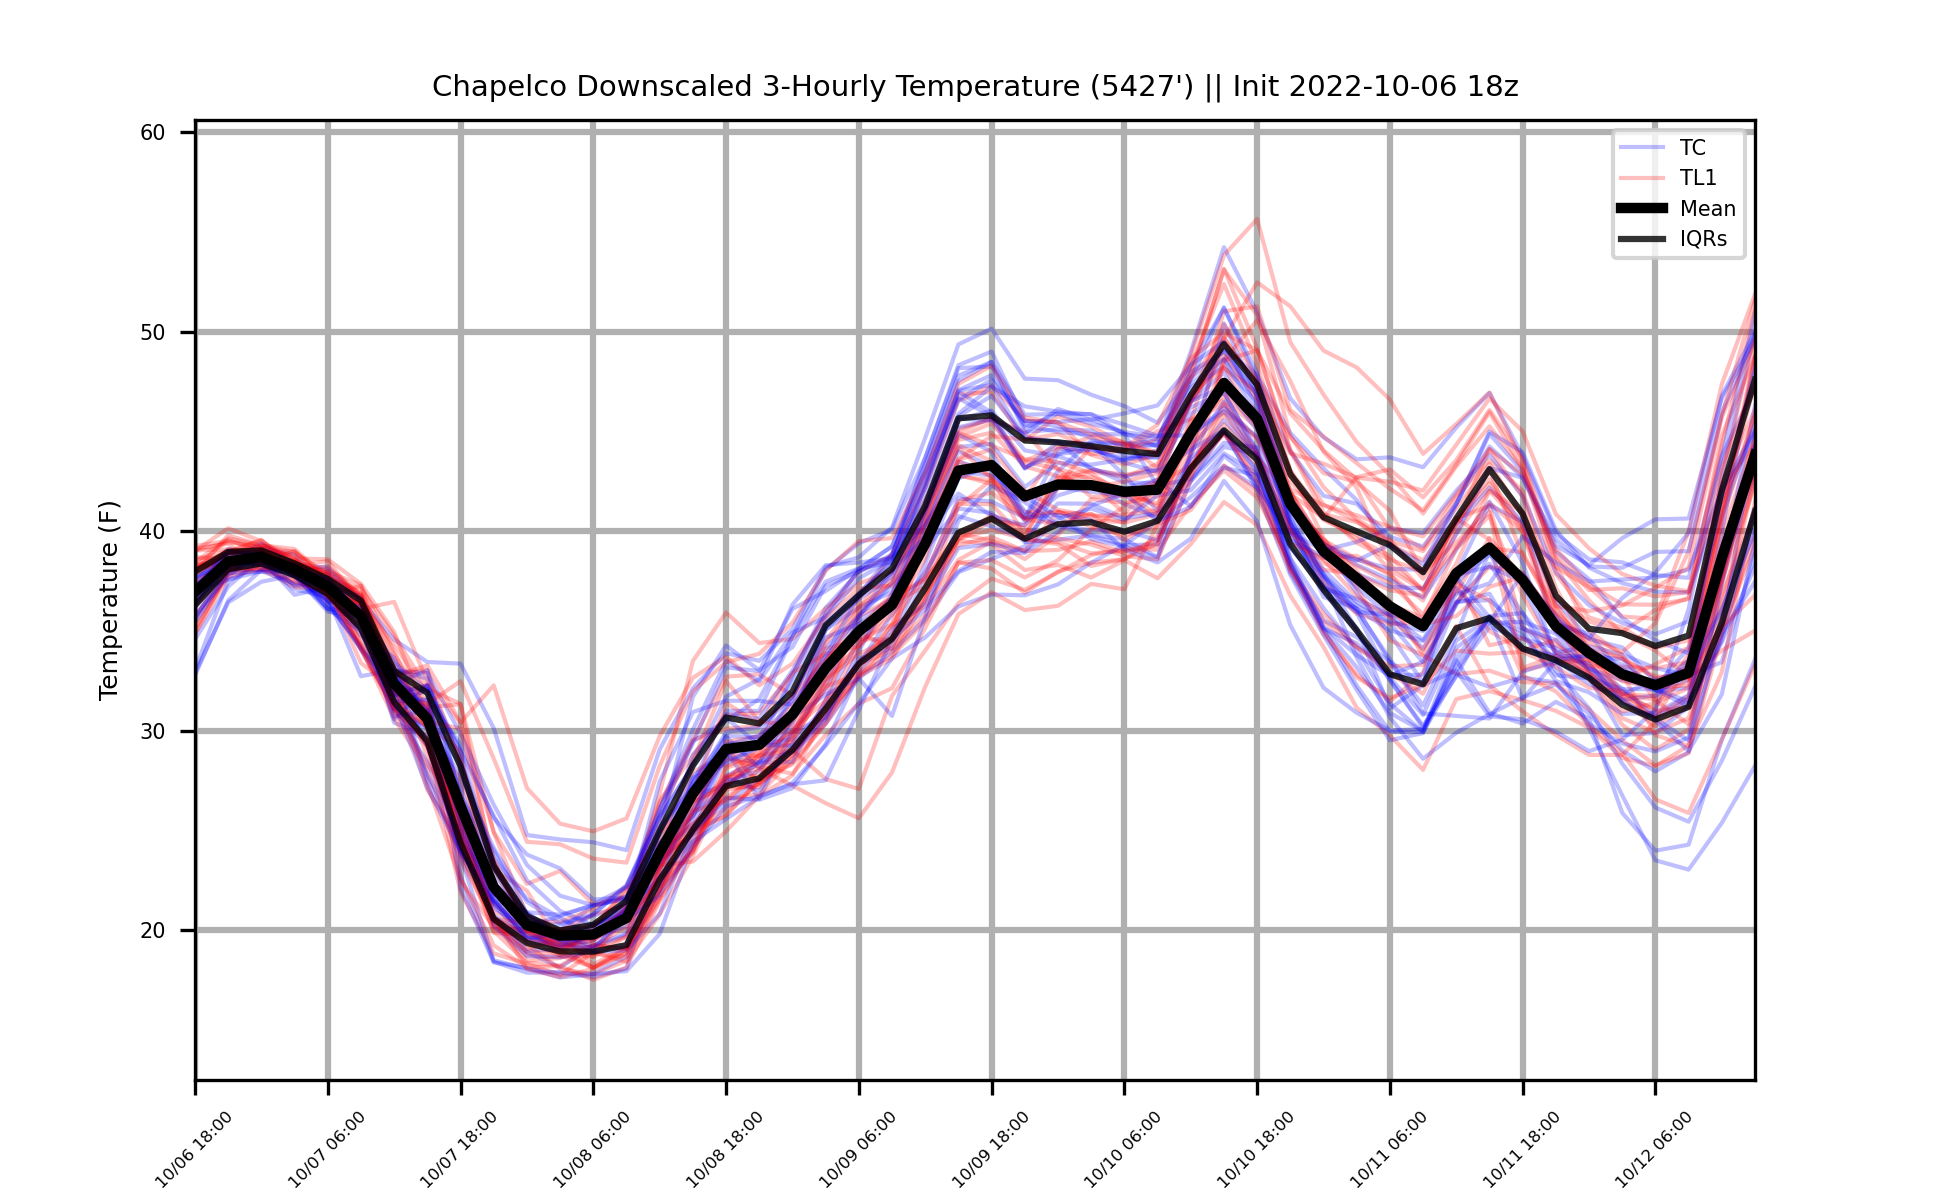 Chapelco Downscaled 3-Hourly Temperature (5427') || Init 2022-10-06 18z
TC
TL1
Mean
IQRs
Temperature (F)
60
50
40
30
20
10/06 18:00
10/07 06:00
10/07 18:00
10/08 06:00
10/08 18:00
10/09 06:00
10/09 18:00
10/10 06:00
10/10 18:00
10/11 06:00
10/11 18:00
10/12 06:00